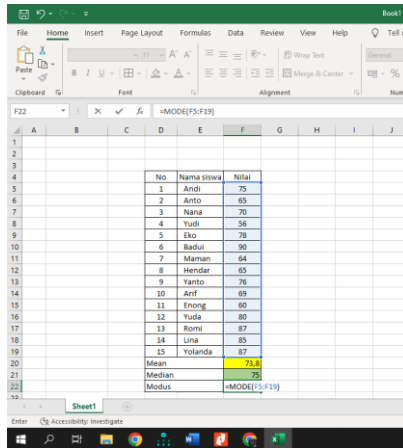 Book1
File Home Insert Page Layout Formulas Data Review View Help Tell
Paste
11
Wrap Text
General
B I U
Merge & Center
%
Clipboard Font Alignment Num
F22 fx =MODE(F5:F19)
A B C D E F G H I J
1
2
3
4 No Nama siswa Nilai
5 1 Andi 75
6 2 Anto 65
7 3 Nana 70
8 4 Yudi 56
9 5 Eko 78
10 6 Badui 90
11 7 Maman 64
12 8 Hendar 65
13 9 Yanto 76
14 10 Arif 69
15 11 Enong 60
16 12 Yuda 80
17 13 Romi 87
18 14 Lina 85
19 15 Yolanda 87
20 Mean 73,8
21 Median 75
22 Modus =MODE(F5:F19)
23
Sheet1
Enter Accessibility: Investigate